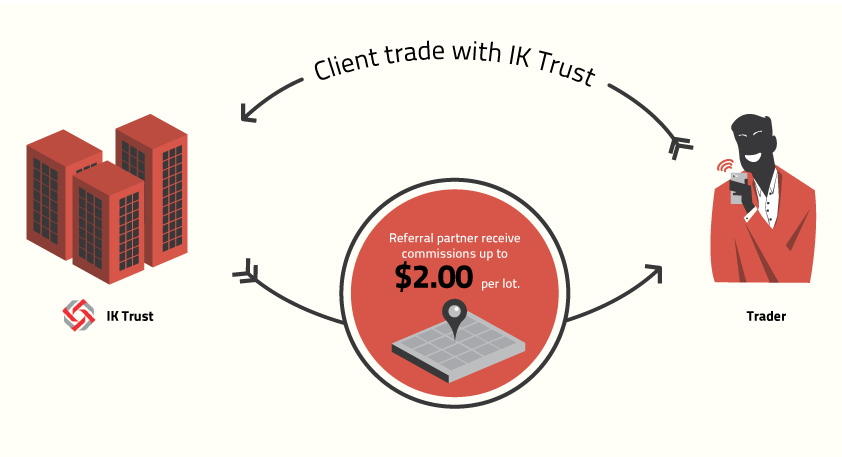 Client trade with IK Trust
Referral partner receive
commissions up to
$2.00 per lot.
IK Trust
Trader